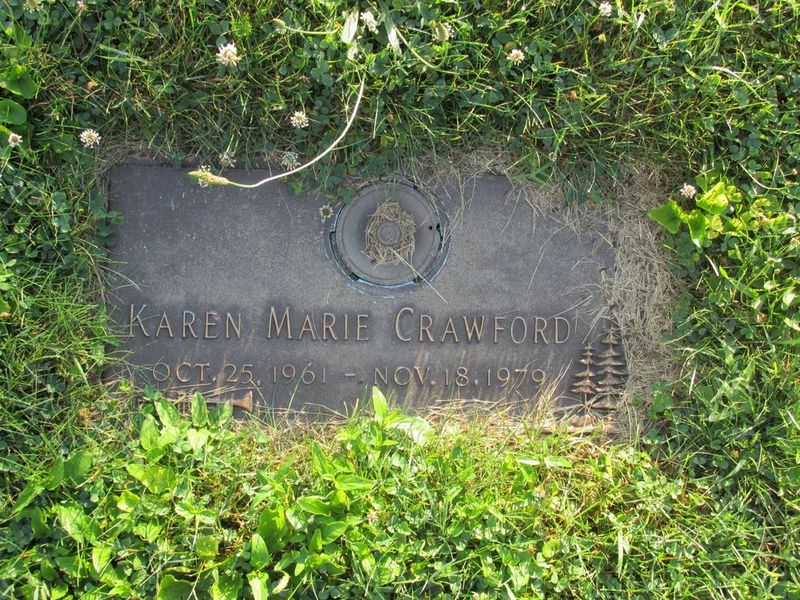 KAREN MARIE CRAWFORD
OCT. 25, 1961 - NOV. 18, 1979